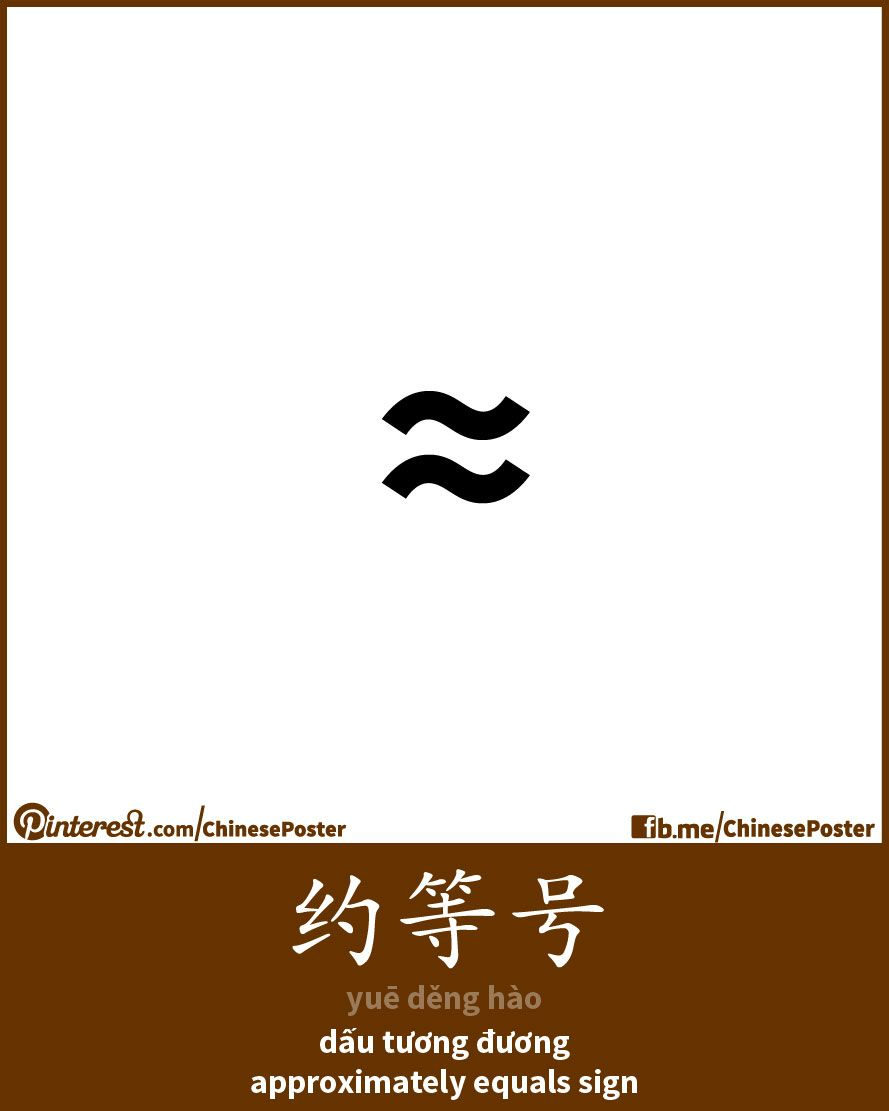 ≈
Pinterest.com/ChinesePoster
fb.me/ChinesePoster
约等号
yuē děng hào
dấu tương đương
approximately equals sign